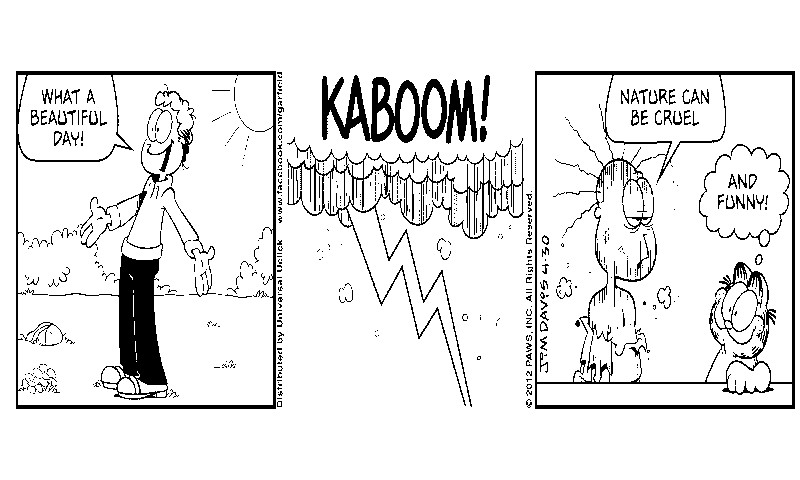 WHAT A
BEAUTIFUL
DAY!
Distributed by Universal Uclick www.facebook.com/garfield
KABOOM!
© 2012 PAWS, INC. All Rights Reserved.
JIM DAVIS 4·30
NATURE CAN
BE CRUEL
AND
FUNNY!